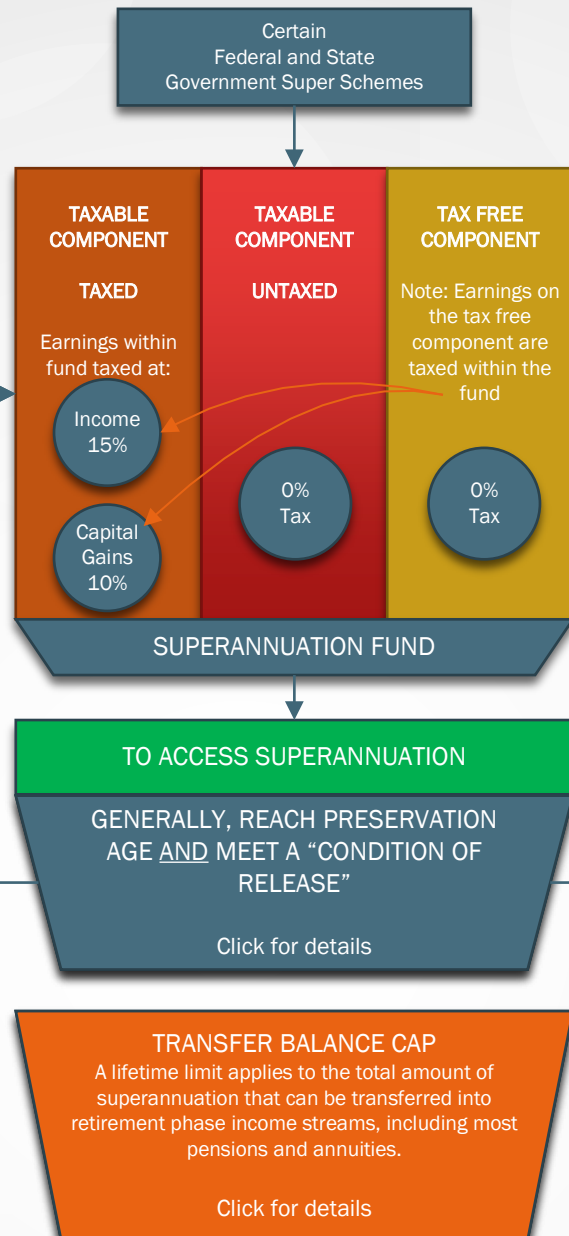 Certain
Federal and State
Government Super Schemes
TAXABLE
COMPONENT
TAXED
Earnings within
fund taxed at:
Income
15%
Capital
Gains
10%
TAXABLE
COMPONENT
UNTAXED
0%
Tax
TAX FREE
COMPONENT
Note: Earnings on
the tax free
component are
taxed within the
fund
0%
Tax
SUPERANNUATION FUND
TO ACCESS SUPERANNUATION
GENERALLY, REACH PRESERVATION
AGE AND MEET A “CONDITION OF
RELEASE”
Click for details
TRANSFER BALANCE CAP
A lifetime limit applies to the total amount of
superannuation that can be transferred into
retirement phase income streams, including most
pensions and annuities.
Click for details